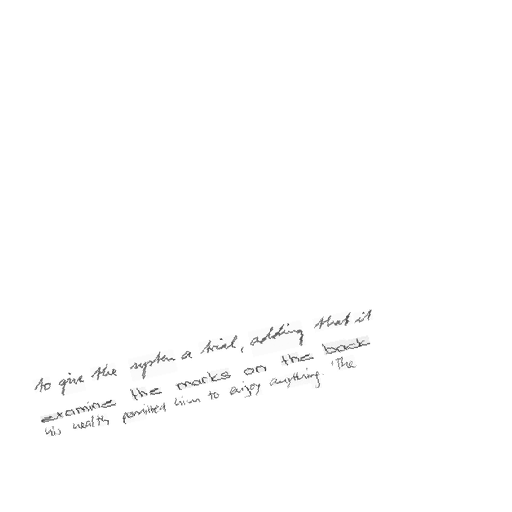 to give the system a trial, adding that it
examine the marks on the back
his wealth permitted him to enjoy anything. The